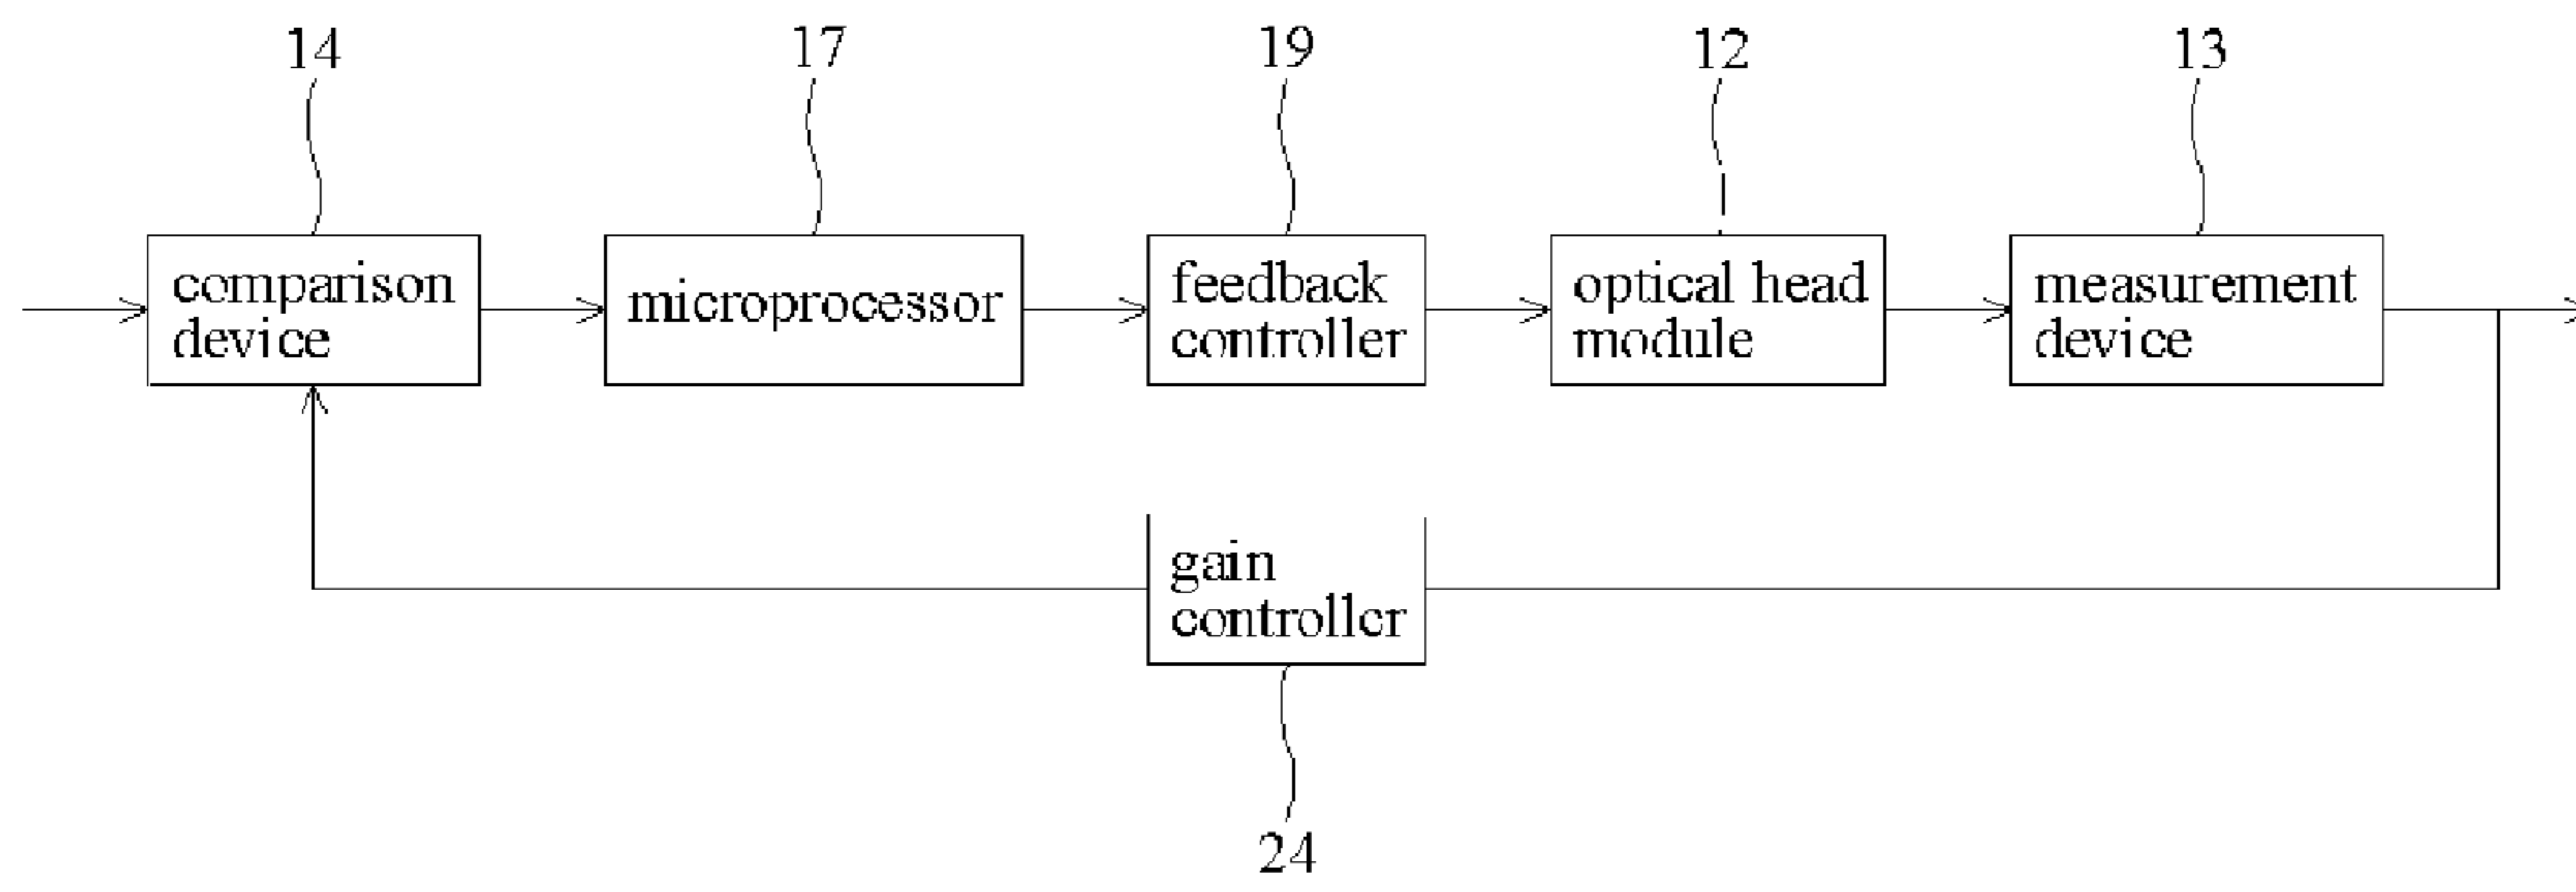 14
17
19
12
13
comparison
device
microprocessor
feedback
controller
optical head
module
measurement
device
gain
controller
24